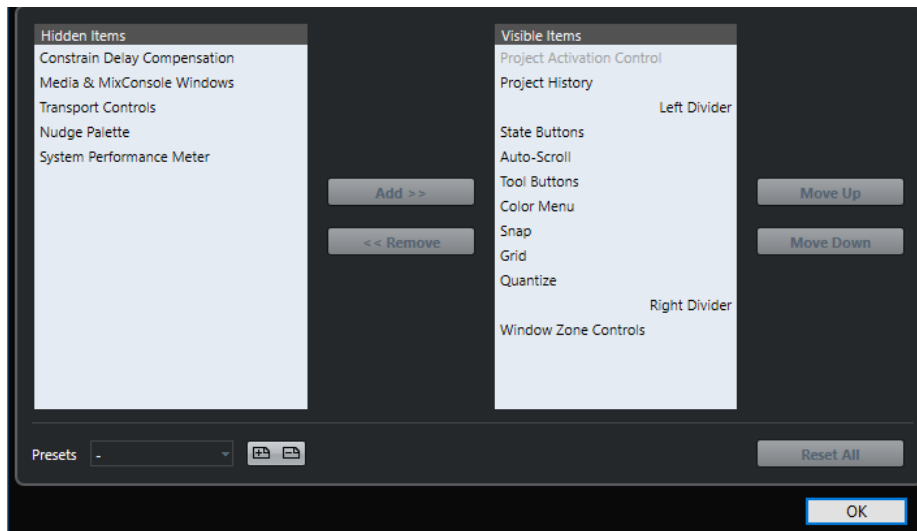 Hidden Items
Constrain Delay Compensation
Media & MixConsole Windows
Transport Controls
Nudge Palette
System Performance Meter
Add >>
<< Remove
Visible Items
Project Activation Control
Project History
Left Divider
State Buttons
Auto-Scroll
Tool Buttons
Color Menu
Snap
Grid
Quantize
Right Divider
Window Zone Controls
Move Up
Move Down
Presets -
Reset All
OK